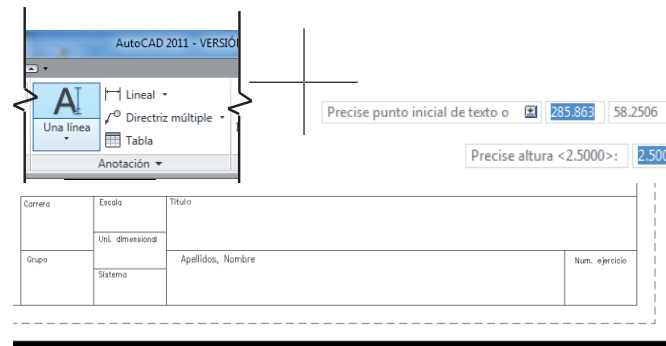 AutoCAD 2011 - VERSIÓ
Una línea
Lineal
Directriz múltiple
Tabla
Anotación
Precise punto inicial de texto o 285.863 58.2506
Precise altura <2.5000>: 2.500
Carrera
Escala
Titulo
Uni. dimensional
Grupo
Apellidos, Nombre
Num. ejercicio
Sistema